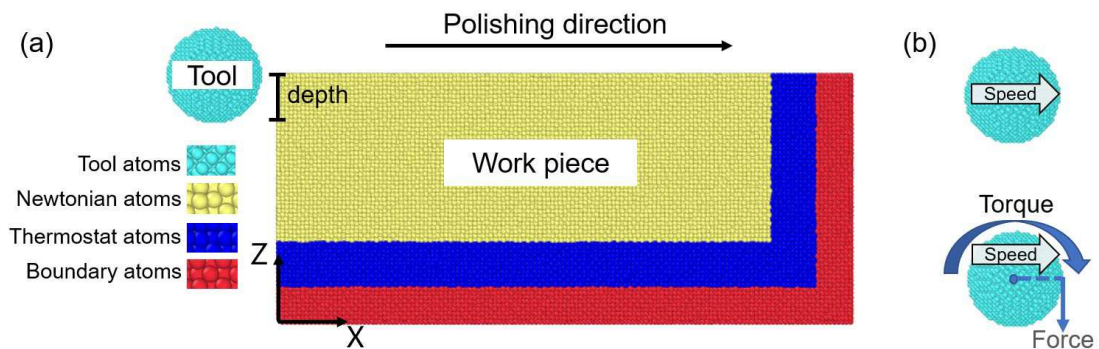 (a)
Polishing direction
Tool
depth
Work piece
Tool atoms
Newtonian atoms
Thermostat atoms
Boundary atoms
Z
X
(b)
Speed
Torque
Speed
Force